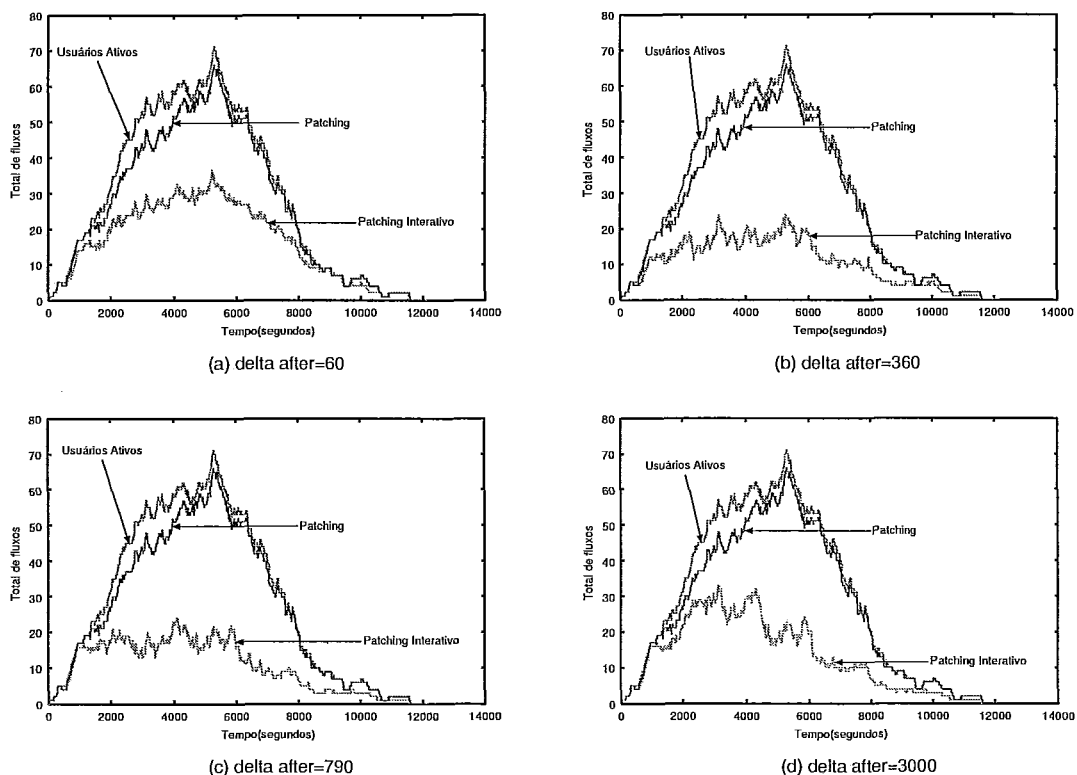 80
70
60
50
40
30
20
10
0
Total de fluxos
Usuários Ativos
Patching
Patching Interativo
0
2000
4000
6000
8000
10000
12000
14000
Tempo(segundos)
(a) delta after=60
80
70
60
50
40
30
20
10
0
Total de fluxos
Usuários Ativos
Patching
Patching Interativo
0
2000
4000
6000
8000
10000
12000
14000
Tempo(segundos)
(b) delta after=360
80
70
60
50
40
30
20
10
0
Total de fluxos
Usuários Ativos
Patching
Patching Interativo
0
2000
4000
6000
8000
10000
12000
14000
Tempo(segundos)
(c) delta after=790
80
70
60
50
40
30
20
10
0
Total de fluxos
Usuários Ativos
Patching
Patching Interativo
0
2000
4000
6000
8000
10000
12000
14000
Tempo(segundos)
(d) delta after=3000